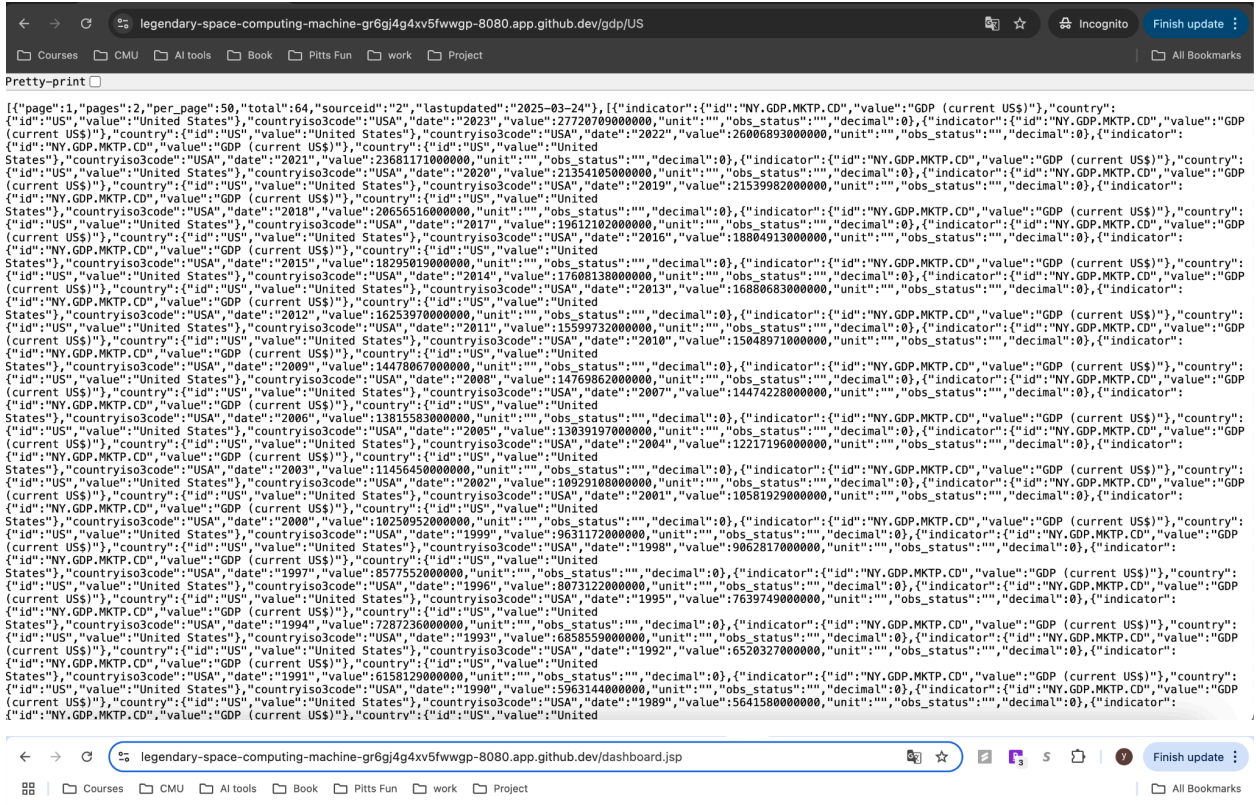 legendary-space-computing-machine-gr6gj4g4xv5fwwgp-8080.app.github.dev/gdp/US Incognito Finish update
Courses CMU AI tools Book Pitts Fun work Project All Bookmarks
Pretty-print
[{"page":1,"pages":2,"per_page":50,"total":64,"sourceid":"2","lastupdated":"2025-03-24"},[{"indicator":{"id":"NY.GDP.MKTP.CD","value":"GDP (current US$)"},"country":
{"id":"US","value":"United States"},"countryiso3code":"USA","date":"2023","value":27720709000000,"unit":"","obs_status":"","decimal":0},{"indicator":{"id":"NY.GDP.MKTP.CD","value":"GDP
(current US$)"},"country":{"id":"US","value":"United States"},"countryiso3code":"USA","date":"2022","value":26006893000000,"unit":"","obs_status":"","decimal":0},{"indicator":
{"id":"NY.GDP.MKTP.CD","value":"GDP (current US$)"},"country":{"id":"US","value":"United
States"},"countryiso3code":"USA","date":"2021","value":23681171000000,"unit":"","obs_status":"","decimal":0},{"indicator":{"id":"NY.GDP.MKTP.CD","value":"GDP (current US$)"},"country":
{"id":"US","value":"United States"},"countryiso3code":"USA","date":"2020","value":21354105000000,"unit":"","obs_status":"","decimal":0},{"indicator":{"id":"NY.GDP.MKTP.CD","value":"GDP
(current US$)"},"country":{"id":"US","value":"United States"},"countryiso3code":"USA","date":"2019","value":21539982000000,"unit":"","obs_status":"","decimal":0},{"indicator":
{"id":"NY.GDP.MKTP.CD","value":"GDP (current US$)"},"country":{"id":"US","value":"United
States"},"countryiso3code":"USA","date":"2018","value":20656516000000,"unit":"","obs_status":"","decimal":0},{"indicator":{"id":"NY.GDP.MKTP.CD","value":"GDP (current US$)"},"country":
{"id":"US","value":"United States"},"countryiso3code":"USA","date":"2017","value":19612102000000,"unit":"","obs_status":"","decimal":0},{"indicator":{"id":"NY.GDP.MKTP.CD","value":"GDP
(current US$)"},"country":{"id":"US","value":"United States"},"countryiso3code":"USA","date":"2016","value":18804913000000,"unit":"","obs_status":"","decimal":0},{"indicator":
{"id":"NY.GDP.MKTP.CD","value":"GDP (current US$)"},"country":{"id":"US","value":"United
States"},"countryiso3code":"USA","date":"2015","value":18295019000000,"unit":"","obs_status":"","decimal":0},{"indicator":{"id":"NY.GDP.MKTP.CD","value":"GDP (current US$)"},"country":
{"id":"US","value":"United States"},"countryiso3code":"USA","date":"2014","value":17608138000000,"unit":"","obs_status":"","decimal":0},{"indicator":{"id":"NY.GDP.MKTP.CD","value":"GDP
(current US$)"},"country":{"id":"US","value":"United States"},"countryiso3code":"USA","date":"2013","value":16880683000000,"unit":"","obs_status":"","decimal":0},{"indicator":
{"id":"NY.GDP.MKTP.CD","value":"GDP (current US$)"},"country":{"id":"US","value":"United
States"},"countryiso3code":"USA","date":"2012","value":16253970000000,"unit":"","obs_status":"","decimal":0},{"indicator":{"id":"NY.GDP.MKTP.CD","value":"GDP (current US$)"},"country":
{"id":"US","value":"United States"},"countryiso3code":"USA","date":"2011","value":15599732000000,"unit":"","obs_status":"","decimal":0},{"indicator":{"id":"NY.GDP.MKTP.CD","value":"GDP
(current US$)"},"country":{"id":"US","value":"United States"},"countryiso3code":"USA","date":"2010","value":15048971000000,"unit":"","obs_status":"","decimal":0},{"indicator":
{"id":"NY.GDP.MKTP.CD","value":"GDP (current US$)"},"country":{"id":"US","value":"United
States"},"countryiso3code":"USA","date":"2009","value":14478067000000,"unit":"","obs_status":"","decimal":0},{"indicator":{"id":"NY.GDP.MKTP.CD","value":"GDP (current US$)"},"country":
{"id":"US","value":"United States"},"countryiso3code":"USA","date":"2008","value":14769862000000,"unit":"","obs_status":"","decimal":0},{"indicator":{"id":"NY.GDP.MKTP.CD","value":"GDP
(current US$)"},"country":{"id":"US","value":"United States"},"countryiso3code":"USA","date":"2007","value":14474228000000,"unit":"","obs_status":"","decimal":0},{"indicator":
{"id":"NY.GDP.MKTP.CD","value":"GDP (current US$)"},"country":{"id":"US","value":"United
States"},"countryiso3code":"USA","date":"2006","value":13815583000000,"unit":"","obs_status":"","decimal":0},{"indicator":{"id":"NY.GDP.MKTP.CD","value":"GDP (current US$)"},"country":
{"id":"US","value":"United States"},"countryiso3code":"USA","date":"2005","value":13039197000000,"unit":"","obs_status":"","decimal":0},{"indicator":{"id":"NY.GDP.MKTP.CD","value":"GDP
(current US$)"},"country":{"id":"US","value":"United States"},"countryiso3code":"USA","date":"2004","value":12217196000000,"unit":"","obs_status":"","decimal":0},{"indicator":
{"id":"NY.GDP.MKTP.CD","value":"GDP (current US$)"},"country":{"id":"US","value":"United
States"},"countryiso3code":"USA","date":"2003","value":11456450000000,"unit":"","obs_status":"","decimal":0},{"indicator":{"id":"NY.GDP.MKTP.CD","value":"GDP (current US$)"},"country":
{"id":"US","value":"United States"},"countryiso3code":"USA","date":"2002","value":10929108000000,"unit":"","obs_status":"","decimal":0},{"indicator":{"id":"NY.GDP.MKTP.CD","value":"GDP
(current US$)"},"country":{"id":"US","value":"United States"},"countryiso3code":"USA","date":"2001","value":10581929000000,"unit":"","obs_status":"","decimal":0},{"indicator":
{"id":"NY.GDP.MKTP.CD","value":"GDP (current US$)"},"country":{"id":"US","value":"United
States"},"countryiso3code":"USA","date":"2000","value":10250952000000,"unit":"","obs_status":"","decimal":0},{"indicator":{"id":"NY.GDP.MKTP.CD","value":"GDP (current US$)"},"country":
{"id":"US","value":"United States"},"countryiso3code":"USA","date":"1999","value":9631172000000,"unit":"","obs_status":"","decimal":0},{"indicator":{"id":"NY.GDP.MKTP.CD","value":"GDP
(current US$)"},"country":{"id":"US","value":"United States"},"countryiso3code":"USA","date":"1998","value":9062817000000,"unit":"","obs_status":"","decimal":0},{"indicator":
{"id":"NY.GDP.MKTP.CD","value":"GDP (current US$)"},"country":{"id":"US","value":"United
States"},"countryiso3code":"USA","date":"1997","value":8577552000000,"unit":"","obs_status":"","decimal":0},{"indicator":{"id":"NY.GDP.MKTP.CD","value":"GDP (current US$)"},"country":
{"id":"US","value":"United States"},"countryiso3code":"USA","date":"1996","value":8073122000000,"unit":"","obs_status":"","decimal":0},{"indicator":{"id":"NY.GDP.MKTP.CD","value":"GDP
(current US$)"},"country":{"id":"US","value":"United States"},"countryiso3code":"USA","date":"1995","value":7639749000000,"unit":"","obs_status":"","decimal":0},{"indicator":
{"id":"NY.GDP.MKTP.CD","value":"GDP (current US$)"},"country":{"id":"US","value":"United
States"},"countryiso3code":"USA","date":"1994","value":7287236000000,"unit":"","obs_status":"","decimal":0},{"indicator":{"id":"NY.GDP.MKTP.CD","value":"GDP (current US$)"},"country":
{"id":"US","value":"United States"},"countryiso3code":"USA","date":"1993","value":6858559000000,"unit":"","obs_status":"","decimal":0},{"indicator":{"id":"NY.GDP.MKTP.CD","value":"GDP
(current US$)"},"country":{"id":"US","value":"United States"},"countryiso3code":"USA","date":"1992","value":6520327000000,"unit":"","obs_status":"","decimal":0},{"indicator":
{"id":"NY.GDP.MKTP.CD","value":"GDP (current US$)"},"country":{"id":"US","value":"United
States"},"countryiso3code":"USA","date":"1991","value":6158129000000,"unit":"","obs_status":"","decimal":0},{"indicator":{"id":"NY.GDP.MKTP.CD","value":"GDP (current US$)"},"country":
{"id":"US","value":"United States"},"countryiso3code":"USA","date":"1990","value":5963144000000,"unit":"","obs_status":"","decimal":0},{"indicator":{"id":"NY.GDP.MKTP.CD","value":"GDP
(current US$)"},"country":{"id":"US","value":"United States"},"countryiso3code":"USA","date":"1989","value":5641580000000,"unit":"","obs_status":"","decimal":0},{"indicator":
{"id":"NY.GDP.MKTP.CD","value":"GDP (current US$)"},"country":{"id":"US","value":"United
legendary-space-computing-machine-gr6gj4g4xv5fwwgp-8080.app.github.dev/dashboard.jsp 3 S y Finish update
Courses CMU AI tools Book Pitts Fun work Project All Bookmarks